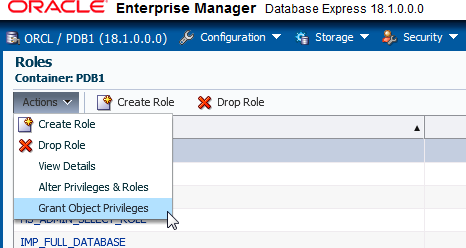 ORACLE Enterprise Manager Database Express 18.1.0.0.0
ORCL / PDB1 (18.1.0.0.0) Configuration Storage Security
Roles
Container: PDB1
Actions Create Role Drop Role
Create Role
Drop Role
View Details
Alter Privileges & Roles
Grant Object Privileges
IMP_FULL_DATABASE